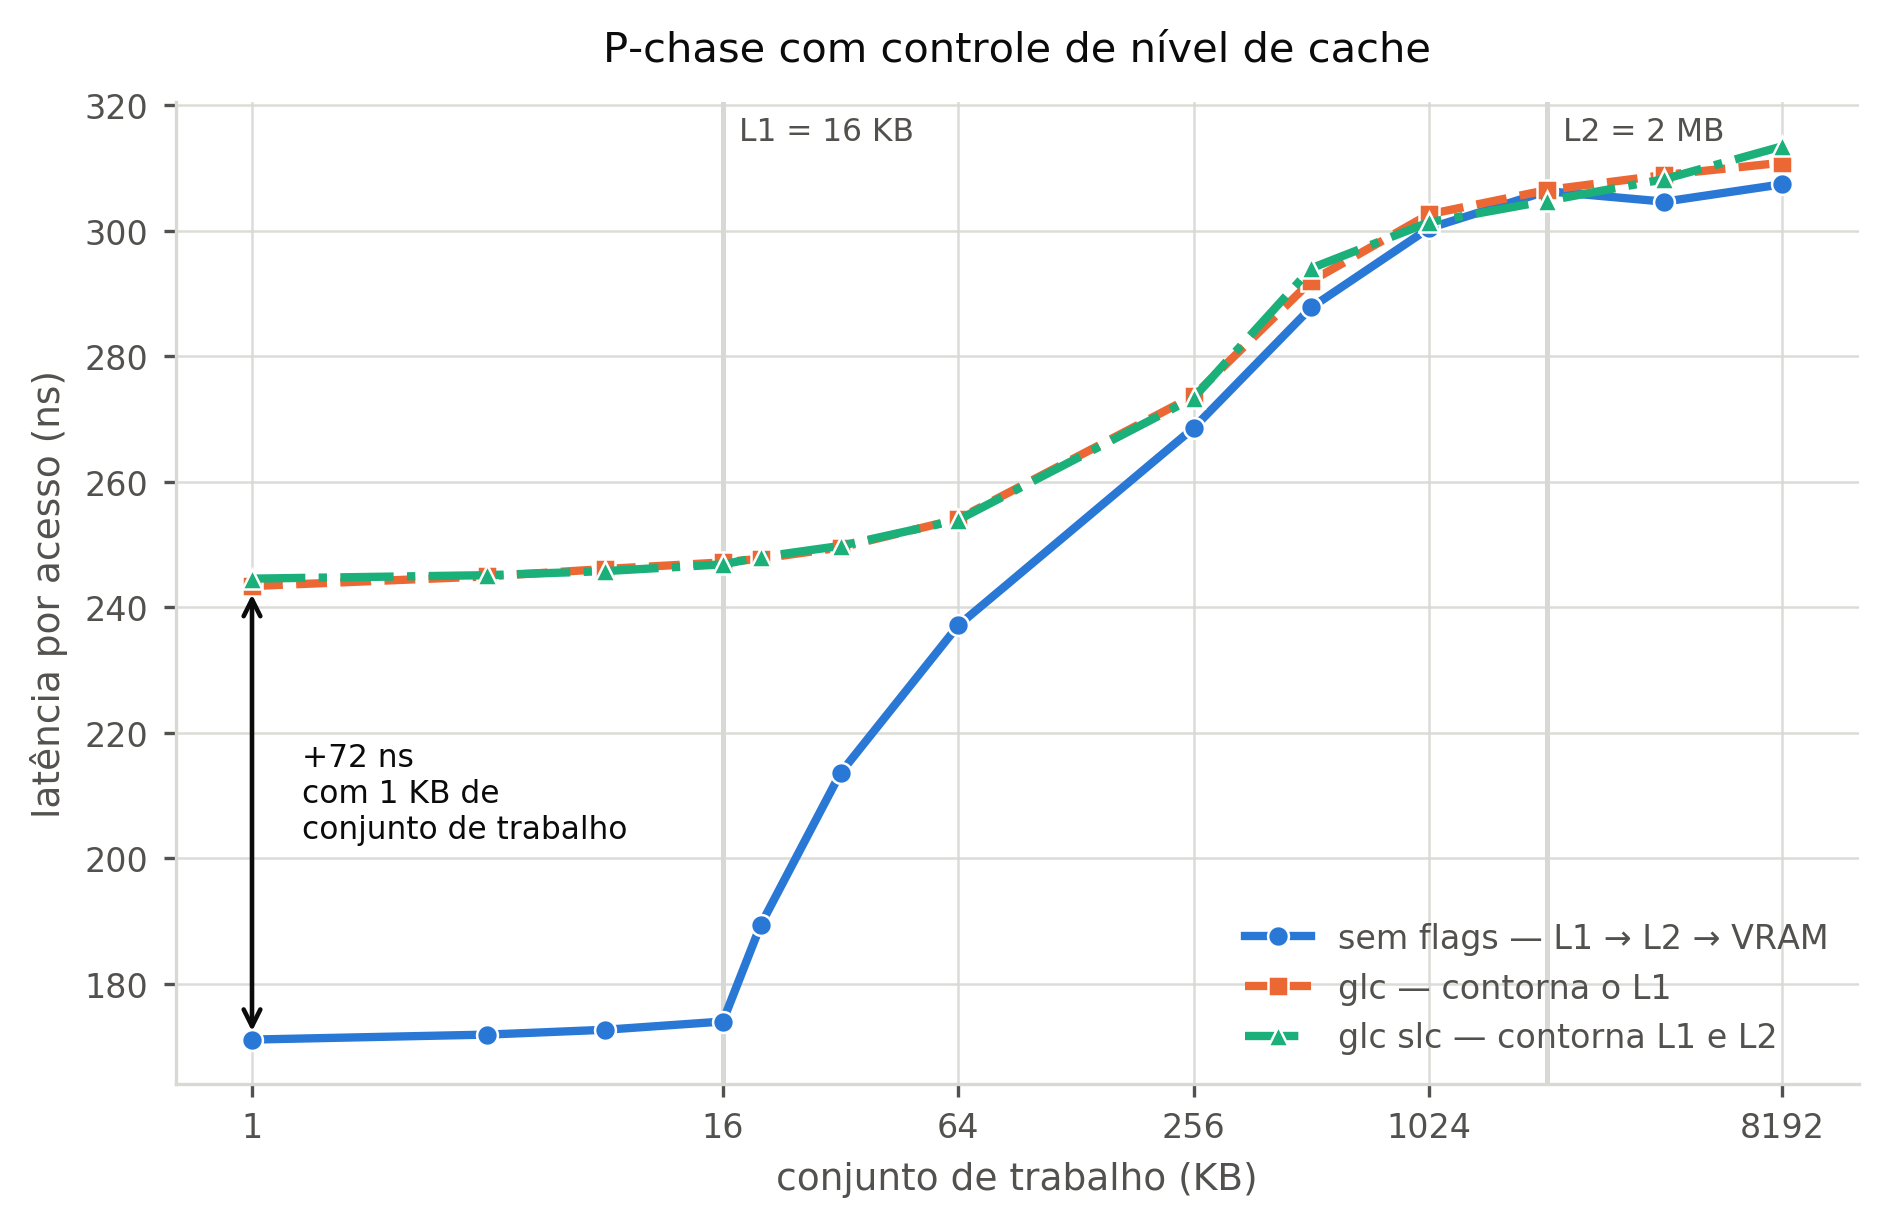 P-chase com controle de nível de cache
320
300
280
260
240
220
200
180
latência por acesso (ns)
L1 = 16 KB
L2 = 2 MB
+72 ns
com 1 KB de
conjunto de trabalho
sem flags — L1 → L2 → VRAM
glc — contorna o L1
glc slc — contorna L1 e L2
1
16
64
256
1024
8192
conjunto de trabalho (KB)